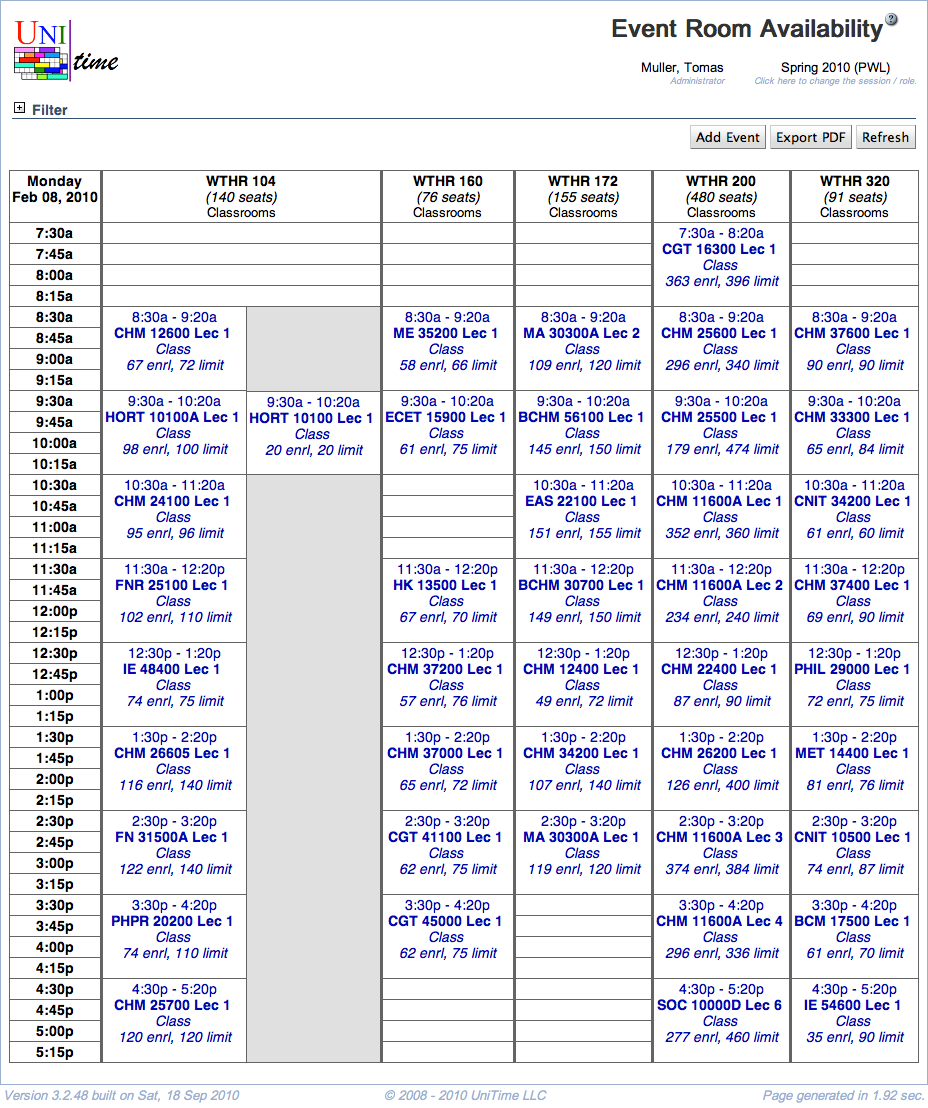 UNI
time
Event Room Availability?
Muller, Tomas
Administrator
Spring 2010 (PWL)
Click here to change the session / role.
+ Filter
Add Event Export PDF Refresh
Monday
Feb 08, 2010
WTHR 104
(140 seats)
Classrooms
WTHR 160
(76 seats)
Classrooms
WTHR 172
(155 seats)
Classrooms
WTHR 200
(480 seats)
Classrooms
WTHR 320
(91 seats)
Classrooms
7:30a
7:45a
8:00a
8:15a
7:30a - 8:20a
CGT 16300 Lec 1
Class
363 enrl, 396 limit
8:30a
8:45a
9:00a
9:15a
8:30a - 9:20a
CHM 12600 Lec 1
Class
67 enrl, 72 limit
8:30a - 9:20a
ME 35200 Lec 1
Class
58 enrl, 66 limit
8:30a - 9:20a
MA 30300A Lec 2
Class
109 enrl, 120 limit
8:30a - 9:20a
CHM 25600 Lec 1
Class
296 enrl, 340 limit
8:30a - 9:20a
CHM 37600 Lec 1
Class
90 enrl, 90 limit
9:30a
9:45a
10:00a
10:15a
9:30a - 10:20a
HORT 10100A Lec 1
Class
98 enrl, 100 limit
9:30a - 10:20a
HORT 10100 Lec 1
Class
20 enrl, 20 limit
9:30a - 10:20a
ECET 15900 Lec 1
Class
61 enrl, 75 limit
9:30a - 10:20a
BCHM 56100 Lec 1
Class
145 enrl, 150 limit
9:30a - 10:20a
CHM 25500 Lec 1
Class
179 enrl, 474 limit
9:30a - 10:20a
CHM 33300 Lec 1
Class
65 enrl, 84 limit
10:30a
10:45a
11:00a
11:15a
10:30a - 11:20a
CHM 24100 Lec 1
Class
95 enrl, 96 limit
10:30a - 11:20a
EAS 22100 Lec 1
Class
151 enrl, 155 limit
10:30a - 11:20a
CHM 11600A Lec 1
Class
352 enrl, 360 limit
10:30a - 11:20a
CNIT 34200 Lec 1
Class
61 enrl, 60 limit
11:30a
11:45a
12:00p
12:15p
11:30a - 12:20p
FNR 25100 Lec 1
Class
102 enrl, 110 limit
11:30a - 12:20p
HK 13500 Lec 1
Class
67 enrl, 70 limit
11:30a - 12:20p
BCHM 30700 Lec 1
Class
149 enrl, 150 limit
11:30a - 12:20p
CHM 11600A Lec 2
Class
234 enrl, 240 limit
11:30a - 12:20p
CHM 37400 Lec 1
Class
69 enrl, 90 limit
12:30p
12:45p
1:00p
1:15p
12:30p - 1:20p
IE 48400 Lec 1
Class
74 enrl, 75 limit
12:30p - 1:20p
CHM 37200 Lec 1
Class
57 enrl, 76 limit
12:30p - 1:20p
CHM 12400 Lec 1
Class
49 enrl, 72 limit
12:30p - 1:20p
CHM 22400 Lec 1
Class
87 enrl, 90 limit
12:30p - 1:20p
PHIL 29000 Lec 1
Class
72 enrl, 75 limit
1:30p
1:45p
2:00p
2:15p
1:30p - 2:20p
CHM 26605 Lec 1
Class
116 enrl, 140 limit
1:30p - 2:20p
CHM 37000 Lec 1
Class
65 enrl, 72 limit
1:30p - 2:20p
CHM 34200 Lec 1
Class
107 enrl, 140 limit
1:30p - 2:20p
CHM 26200 Lec 1
Class
126 enrl, 400 limit
1:30p - 2:20p
MET 14400 Lec 1
Class
81 enrl, 76 limit
2:30p
2:45p
3:00p
3:15p
2:30p - 3:20p
FN 31500A Lec 1
Class
122 enrl, 140 limit
2:30p - 3:20p
CGT 41100 Lec 1
Class
62 enrl, 75 limit
2:30p - 3:20p
MA 30300A Lec 1
Class
119 enrl, 120 limit
2:30p - 3:20p
CHM 11600A Lec 3
Class
374 enrl, 384 limit
2:30p - 3:20p
CNIT 10500 Lec 1
Class
74 enrl, 87 limit
3:30p
3:45p
4:00p
4:15p
3:30p - 4:20p
PHPR 20200 Lec 1
Class
74 enrl, 110 limit
3:30p - 4:20p
CGT 45000 Lec 1
Class
62 enrl, 75 limit
3:30p - 4:20p
CHM 11600A Lec 4
Class
296 enrl, 336 limit
3:30p - 4:20p
BCM 17500 Lec 1
Class
61 enrl, 70 limit
4:30p
4:45p
5:00p
5:15p
4:30p - 5:20p
CHM 25700 Lec 1
Class
120 enrl, 120 limit
4:30p - 5:20p
SOC 10000D Lec 6
Class
277 enrl, 460 limit
4:30p - 5:20p
IE 54600 Lec 1
Class
35 enrl, 90 limit
Version 3.2.48 built on Sat, 18 Sep 2010
© 2008 - 2010 UniTime LLC
Page generated in 1.92 sec.